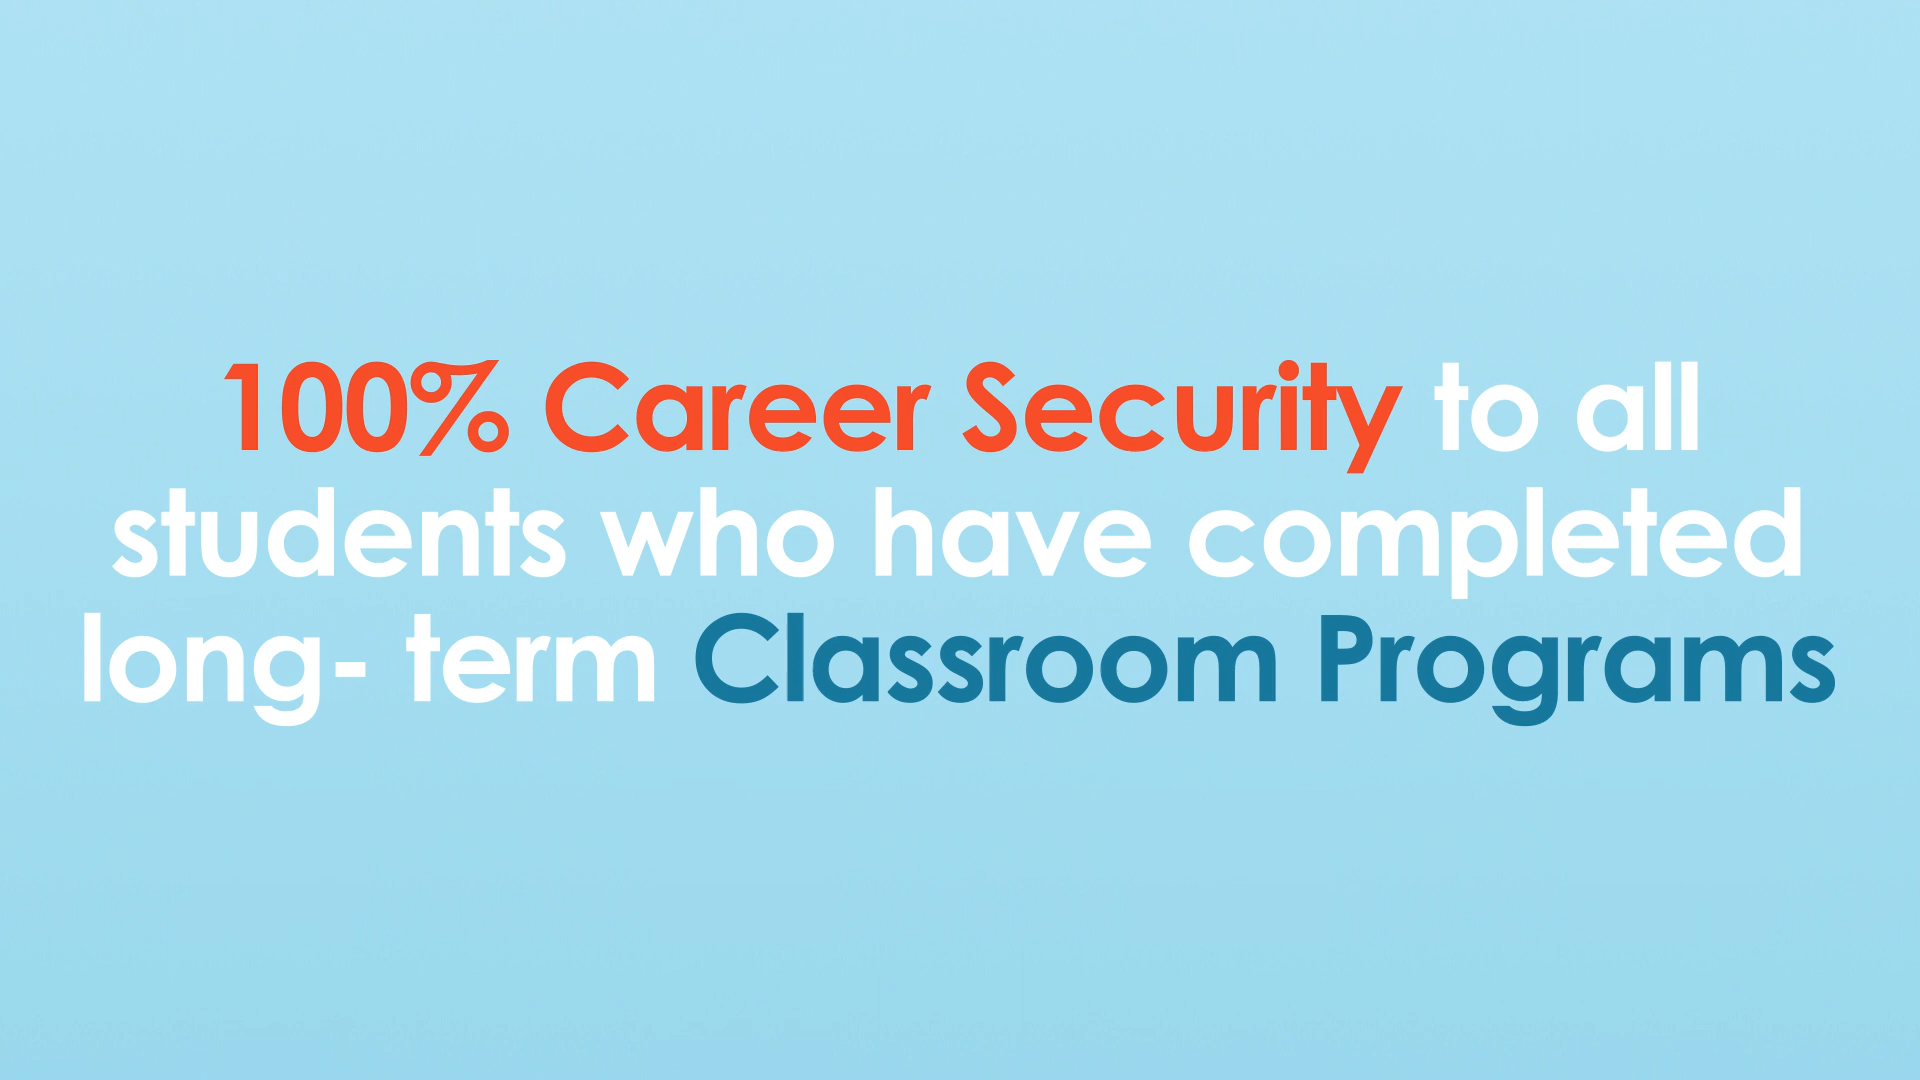 100% Career Security to all
students who have completed
long- term Classroom Programs